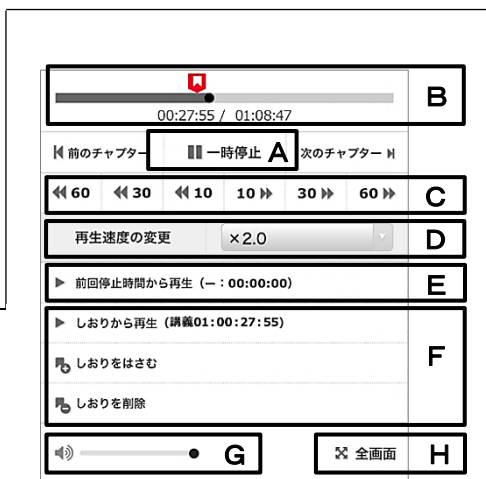 B
00:27:55 / 01:08:47
前のチャプター 一時停止 A 次のチャプター
60 30 10 10 30 60 C
再生速度の変更 ×2.0 D
前回停止時間から再生（ー：00:00:00） E
しおりから再生（講義01：00:27:55）
しおりをはさむ F
しおりを削除
G 全画面 H